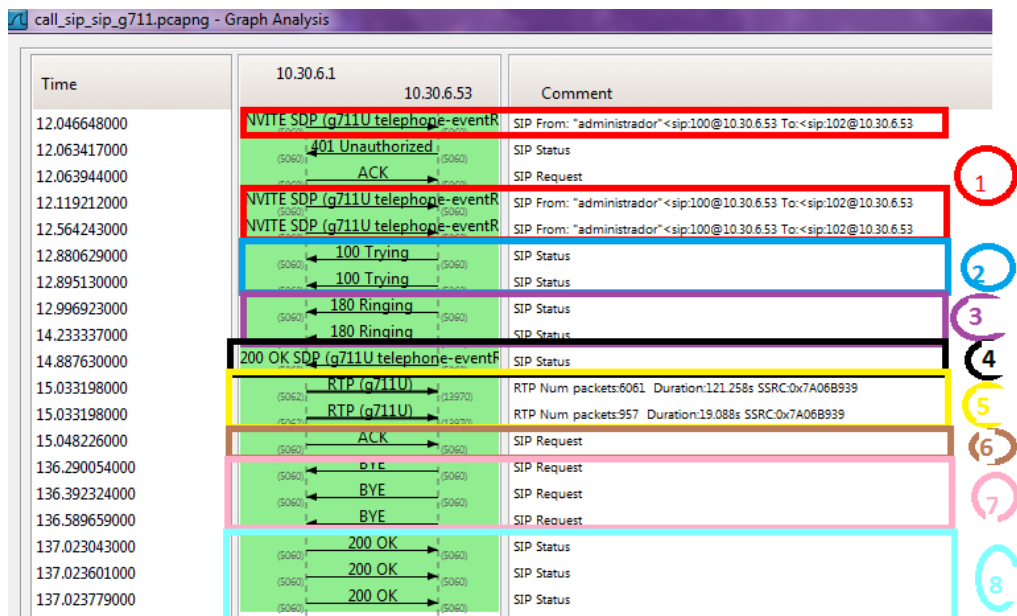 call_sip_sip_g711.pcapng - Graph Analysis
Time 10.30.6.1 10.30.6.53 Comment
12.046648000 NVITE SDP (g711U telephone-eventR SIP From: "administrador"<sip:100@10.30.6.53 To:<sip:102@10.30.6.53
12.063417000 401 Unauthorized SIP Status
(5060) (5060)
12.063944000 ACK SIP Request
1
12.119212000 NVITE SDP (g711U telephone-eventR SIP From: "administrador"<sip:100@10.30.6.53 To:<sip:102@10.30.6.53
(5060) (5060)
12.564243000 NVITE SDP (g711U telephone-eventR SIP From: "administrador"<sip:100@10.30.6.53 To:<sip:102@10.30.6.53
12.880629000 100 Trying SIP Status
(5060) (5060)
2
12.895130000 100 Trying SIP Status
12.996923000 180 Ringing SIP Status
(5060) (5060)
3
14.233337000 180 Ringing SIP Status
14.887630000 200 OK SDP (g711U telephone-eventR SIP Status
4
15.033198000 RTP (g711U) RTP Num packets:6061 Duration:121.258s SSRC:0x7A06B939
(5062) (13970)
5
15.033198000 RTP (g711U) RTP Num packets:957 Duration:19.088s SSRC:0x7A06B939
(5062) (13970)
15.048226000 ACK SIP Request
(5060) (5060)
6
136.290054000 BYE SIP Request
(5060) (5060)
136.392324000 BYE SIP Request
(5060) (5060)
7
136.589659000 BYE SIP Request
137.023043000 200 OK SIP Status
(5060) (5060)
137.023601000 200 OK SIP Status
(5060) (5060)
8
137.023779000 200 OK SIP Status
(5060) (5060)